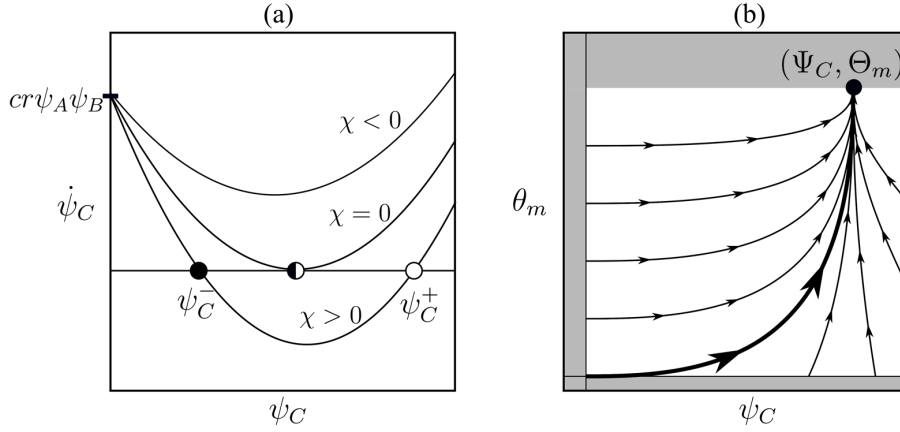 (a)
crψ_Aψ_B
χ < 0
ψ̇_C
χ = 0
ψ_C^-
ψ_C^+
χ > 0
ψ_C
(b)
(Ψ_C, Θ_m)
θ_m
ψ_C